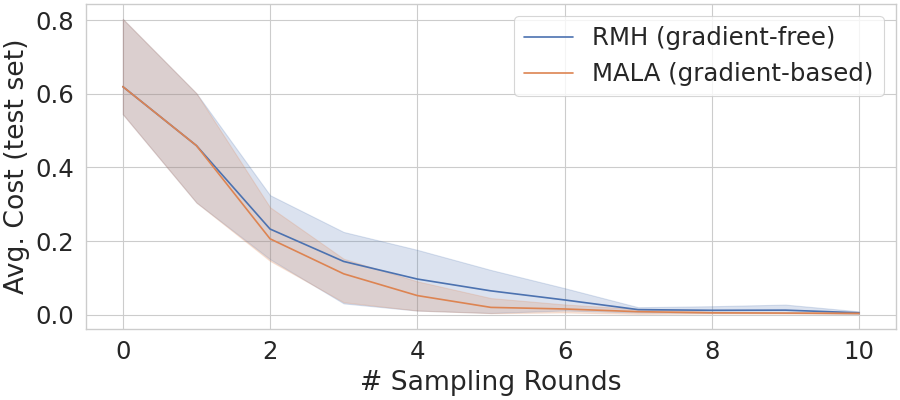 RMH (gradient-free)
MALA (gradient-based)
Avg. Cost (test set)
0.8
0.6
0.4
0.2
0.0
0 2 4 6 8 10
# Sampling Rounds